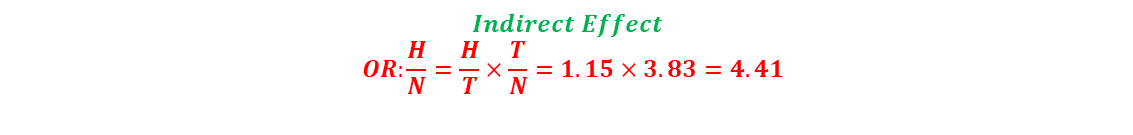 Indirect Effect
OR: H/N = H/T × T/N = 1.15 × 3.83 = 4.41